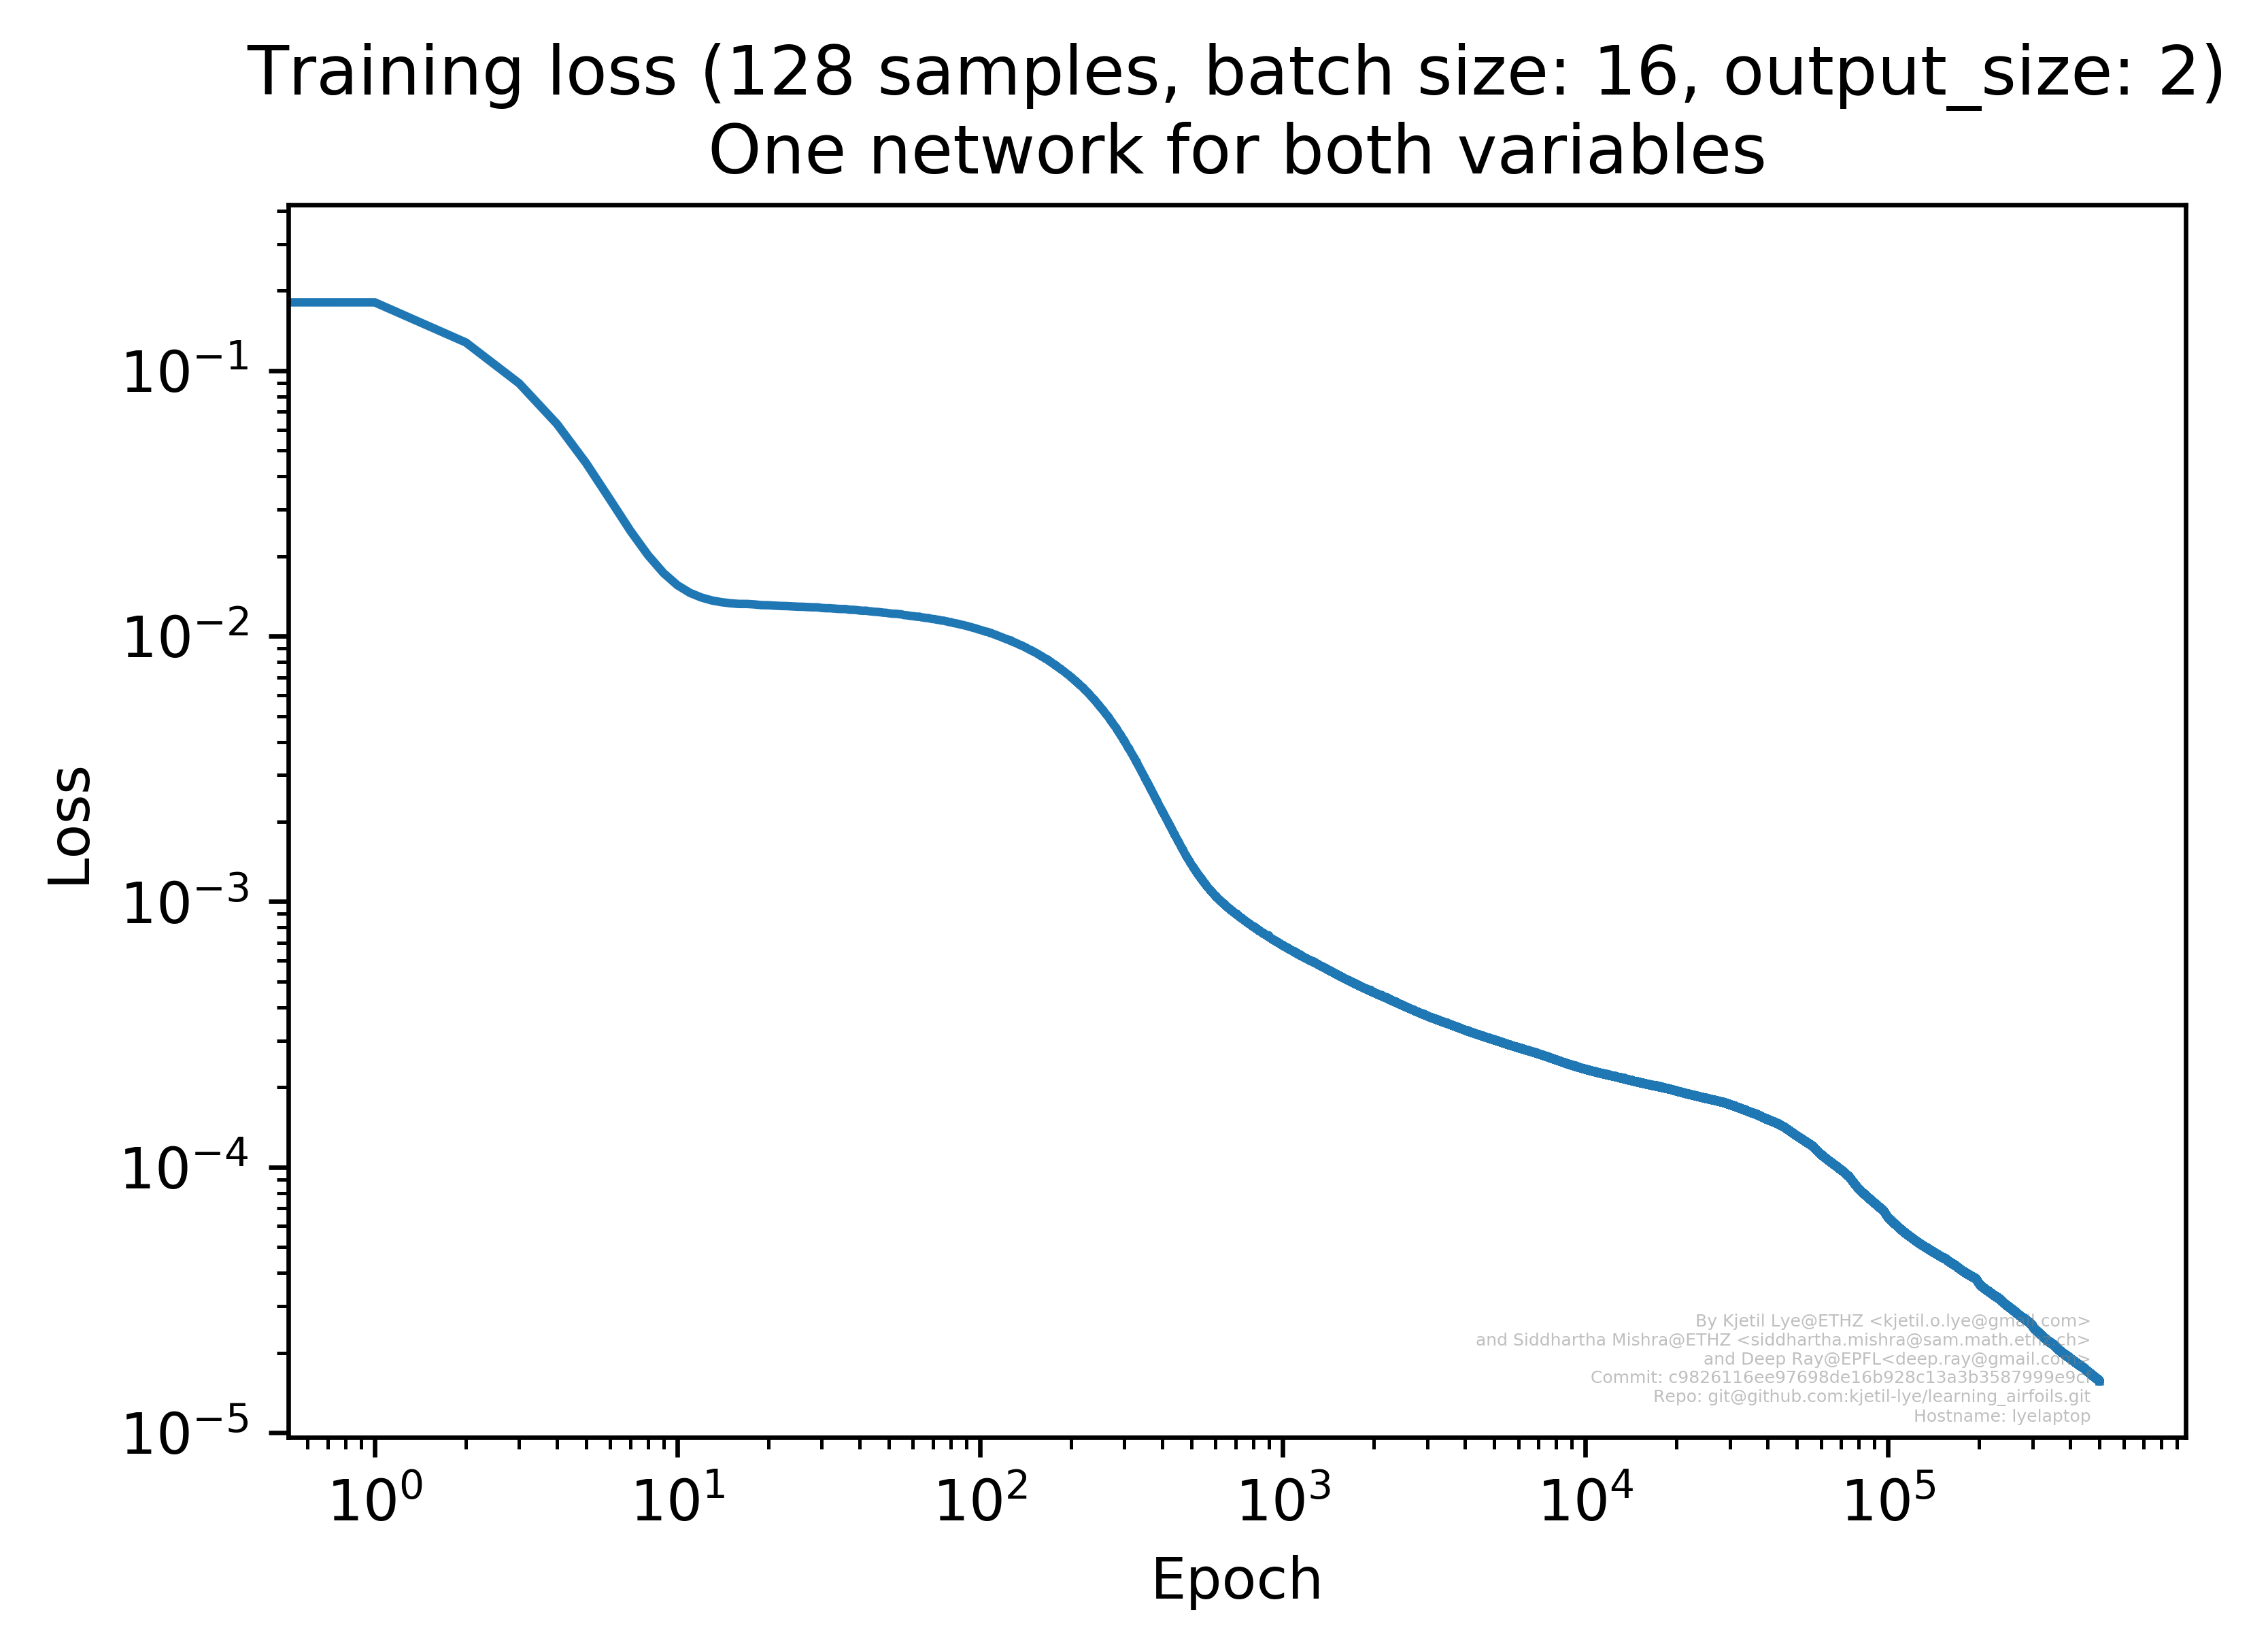 Training loss (128 samples, batch size: 16, output_size: 2)
One network for both variables
Loss
10⁻¹
10⁻²
10⁻³
10⁻⁴
10⁻⁵
10⁰
10¹
10²
10³
10⁴
10⁵
Epoch
By Kjetil Lye@ETHZ <kjetil.o.lye@gmail.com>
and Siddhartha Mishra@ETHZ <siddhartha.mishra@sam.math.ethz.ch>
and Deep Ray@EPFL<deep.ray@gmail.com>
Commit:
Repo: git@github.com:kjetil-lye/learning_airfoils.git
Hostname: lyelaptop